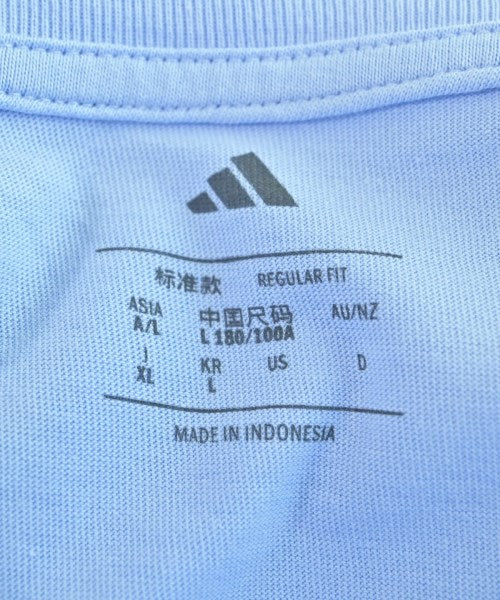 标准款 REGULAR FIT
ASIA 中国尺码 AU/NZ
A/L L 180/100A
J KR US D
XL L
MADE IN INDONESIA